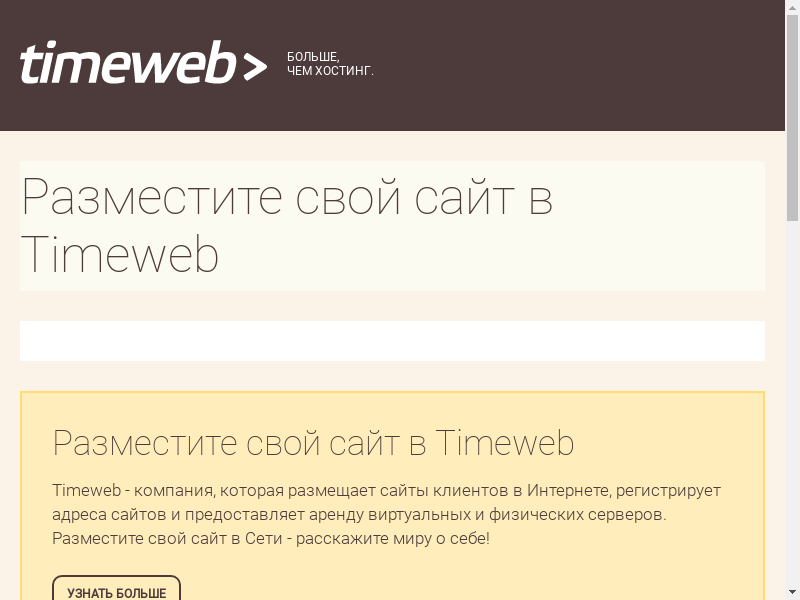 timeweb>
БОЛЬШЕ,
ЧЕМ ХОСТИНГ.
Разместите свой сайт в
Timeweb
Разместите свой сайт в Timeweb
Timeweb - компания, которая размещает сайты клиентов в Интернете, регистрирует
адреса сайтов и предоставляет аренду виртуальных и физических серверов.
Разместите свой сайт в Сети - расскажите миру о себе!
УЗНАТЬ БОЛЬШЕ